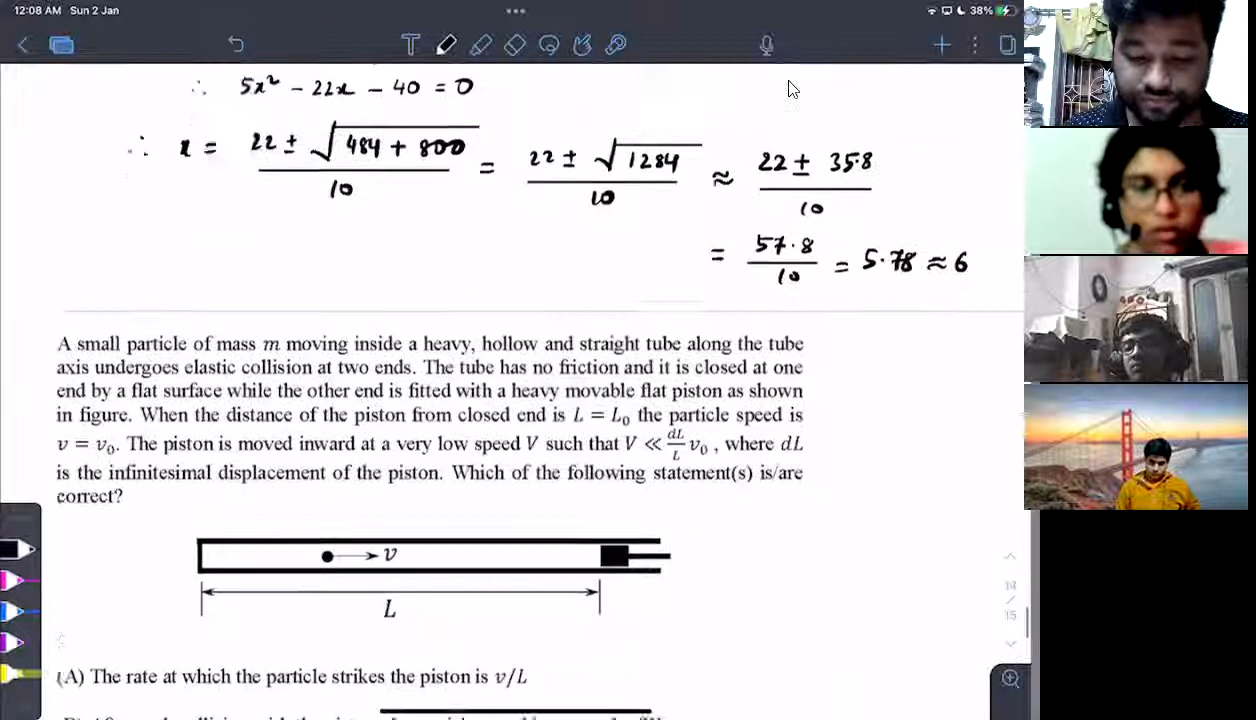 12:08 AM Sun 2 Jan
38%
∴ 5x² - 22x - 40 = 0
∴ x = 22 ± √484 + 800 / 10 = 22 ± √1284 / 10 ≈ 22 ± 35.8 / 10
= 57.8 / 10 = 5.78 ≈ 6
A small particle of mass m moving inside a heavy, hollow and straight tube along the tube
axis undergoes elastic collision at two ends. The tube has no friction and it is closed at one
end by a flat surface while the other end is fitted with a heavy movable flat piston as shown
in figure. When the distance of the piston from closed end is L = L₀ the particle speed is
v = v₀. The piston is moved inward at a very low speed V such that V ≪ dL/L v₀ , where dL
is the infinitesimal displacement of the piston. Which of the following statement(s) is/are
correct?
v
L
(A) The rate at which the particle strikes the piston is v/L